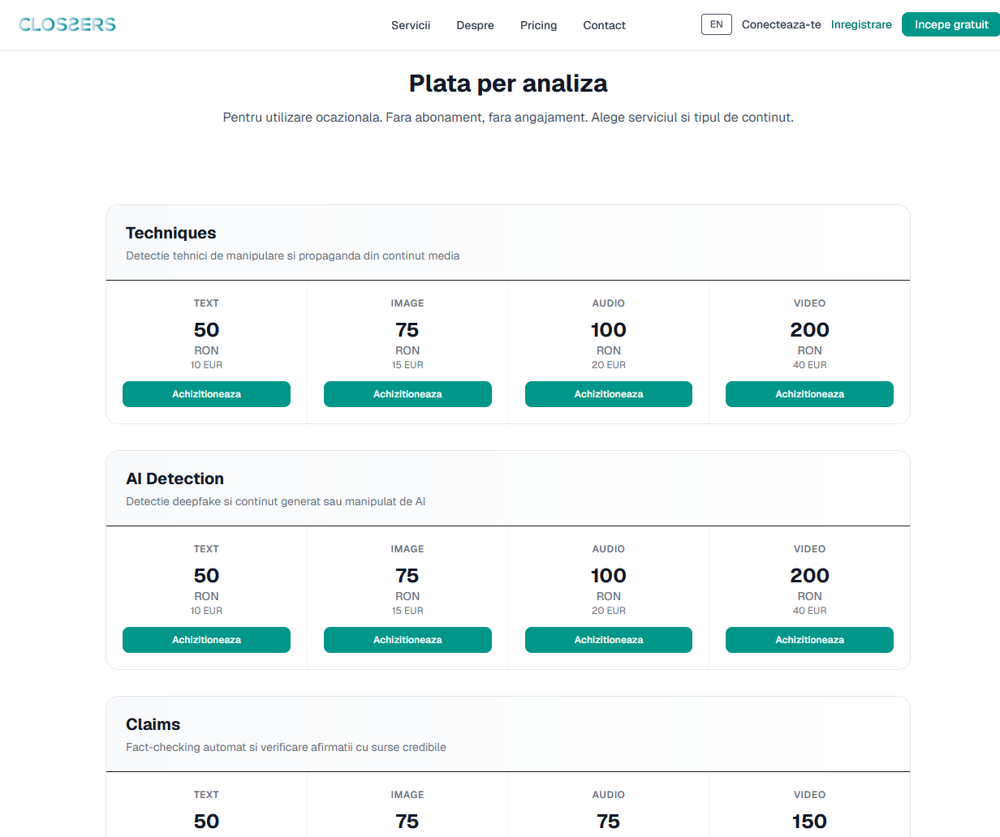 CLOSSERS
Servicii Despre Pricing Contact EN Conecteaza-te Inregistrare Incepe gratuit
Plata per analiza
Pentru utilizare ocazionala. Fara abonament, fara angajament. Alege serviciul si tipul de continut.
Techniques
Detectie tehnici de manipulare si propaganda din continut media
TEXT IMAGE AUDIO VIDEO
50 75 100 200
RON RON RON RON
10 EUR 15 EUR 20 EUR 40 EUR
Achizitioneaza Achizitioneaza Achizitioneaza Achizitioneaza
AI Detection
Detectie deepfake si continut generat sau manipulat de AI
TEXT IMAGE AUDIO VIDEO
50 75 100 200
RON RON RON RON
10 EUR 15 EUR 20 EUR 40 EUR
Achizitioneaza Achizitioneaza Achizitioneaza Achizitioneaza
Claims
Fact-checking automat si verificare afirmatii cu surse credibile
TEXT IMAGE AUDIO VIDEO
50 75 75 150